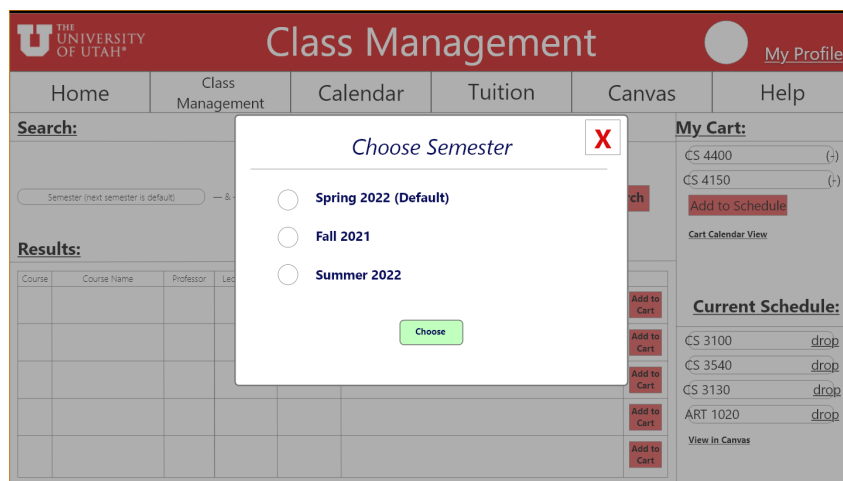 THE
UNIVERSITY
OF UTAH®
Class Management
My Profile
Home
Class
Management
Calendar
Tuition
Canvas
Help
Search:
Semester (next semester is default)
— & -
Choose Semester
X
Spring 2022 (Default)
Fall 2021
Summer 2022
Choose
rch
Results:
Course
Course Name
Professor
Lec
Add to
Cart
Add to
Cart
Add to
Cart
Add to
Cart
Add to
Cart
My Cart:
CS 4400 (-)
CS 4150 (-)
Add to Schedule
Cart Calendar View
Current Schedule:
CS 3100 drop
CS 3540 drop
CS 3130 drop
ART 1020 drop
View in Canvas